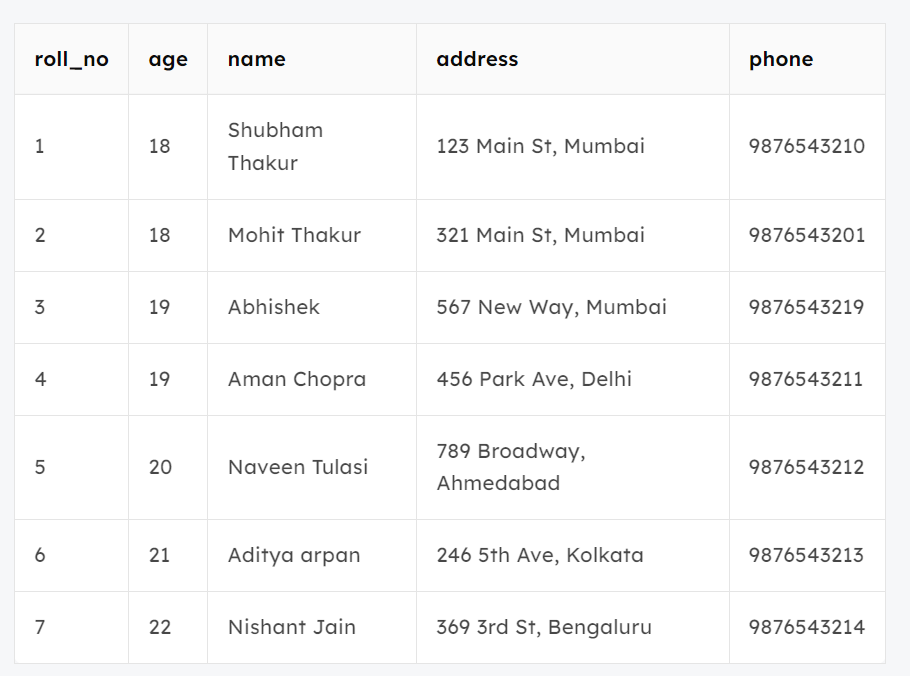 roll_no age name address phone
1 18 Shubham Thakur 123 Main St, Mumbai 9876543210
2 18 Mohit Thakur 321 Main St, Mumbai 9876543201
3 19 Abhishek 567 New Way, Mumbai 9876543219
4 19 Aman Chopra 456 Park Ave, Delhi 9876543211
5 20 Naveen Tulasi 789 Broadway, Ahmedabad 9876543212
6 21 Aditya arpan 246 5th Ave, Kolkata 9876543213
7 22 Nishant Jain 369 3rd St, Bengaluru 9876543214